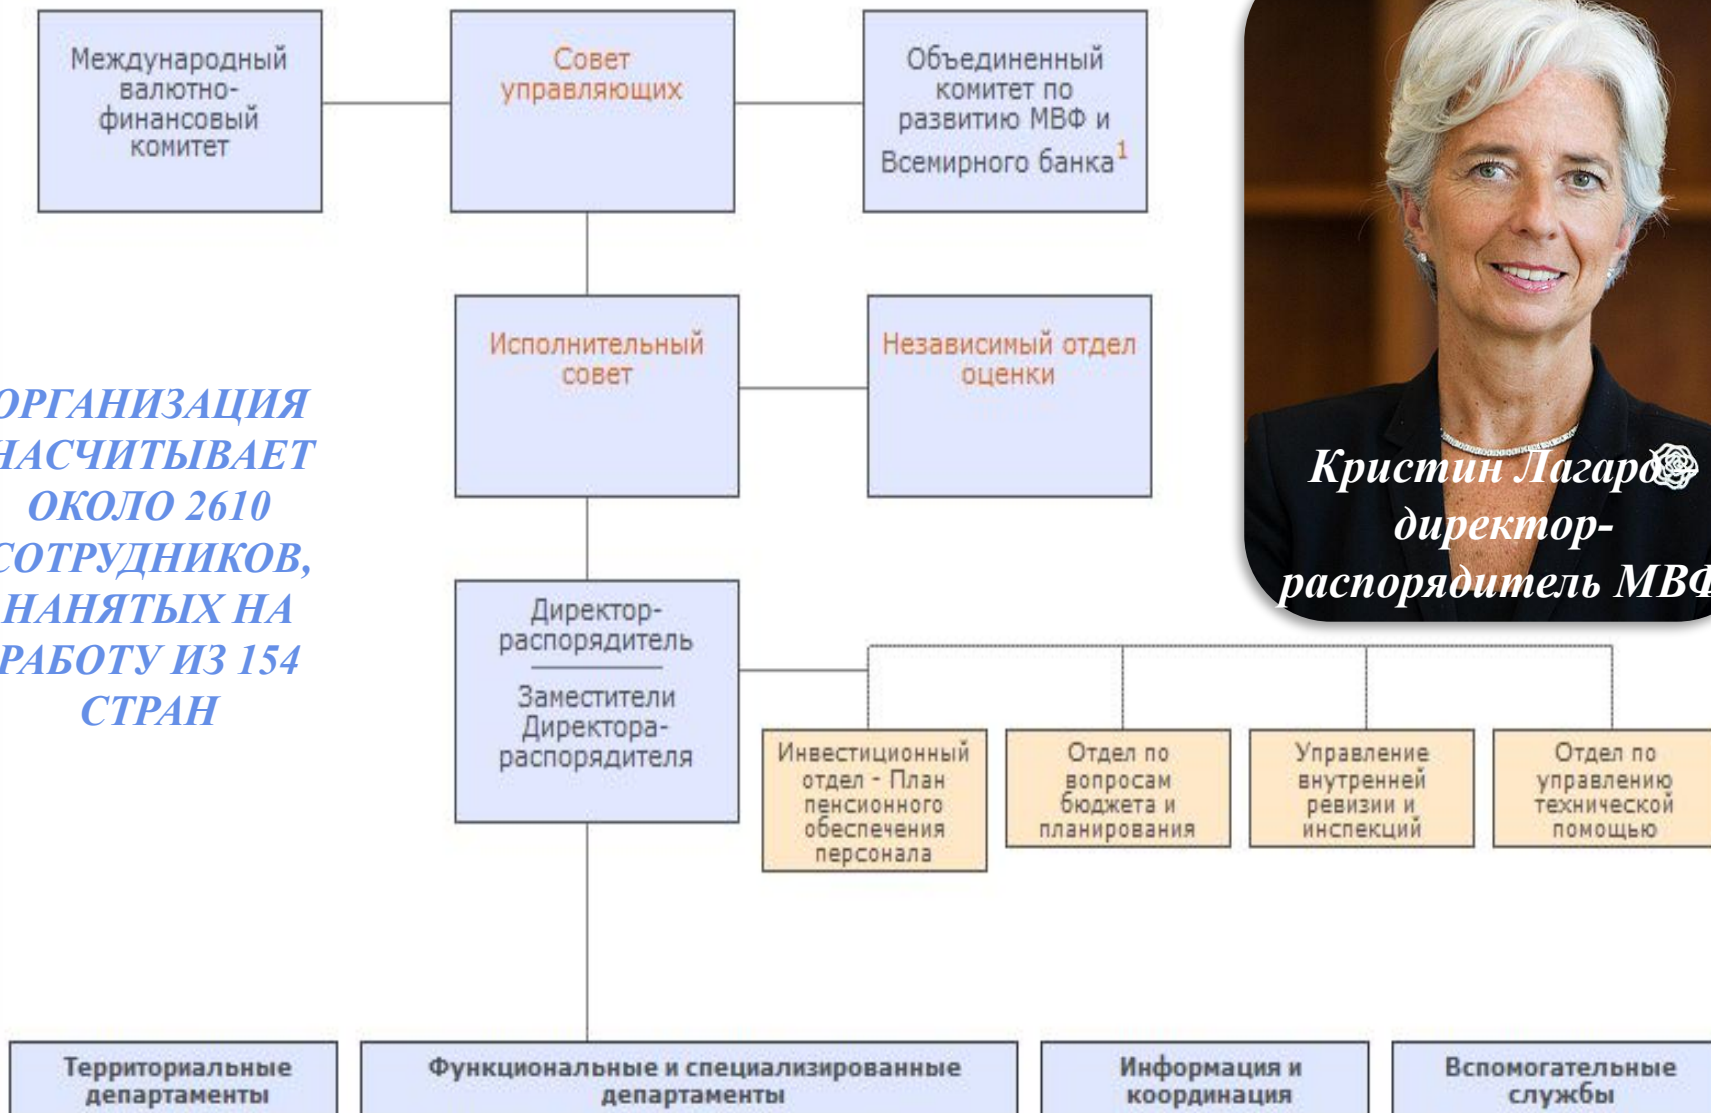 Международный
валютно-
финансовый
комитет
Совет
управляющих
Объединенный
комитет по
развитию МВФ и
Всемирного банка1
Кристин Лагард –
директор-
распорядитель МВФ
Исполнительный
совет
Независимый отдел
оценки
ОРГАНИЗАЦИЯ
НАСЧИТЫВАЕТ
ОКОЛО 2610
СОТРУДНИКОВ,
НАНЯТЫХ НА
РАБОТУ ИЗ 154
СТРАН
Директор-
распорядитель
Заместители
Директора-
распорядителя
Инвестиционный
отдел - План
пенсионного
обеспечения
персонала
Отдел по
вопросам
бюджета и
планирования
Управление
внутренней
ревизии и
инспекций
Отдел по
управлению
технической
помощью
Территориальные
департаменты
Функциональные и специализированные
департаменты
Информация и
координация
Вспомогательные
службы